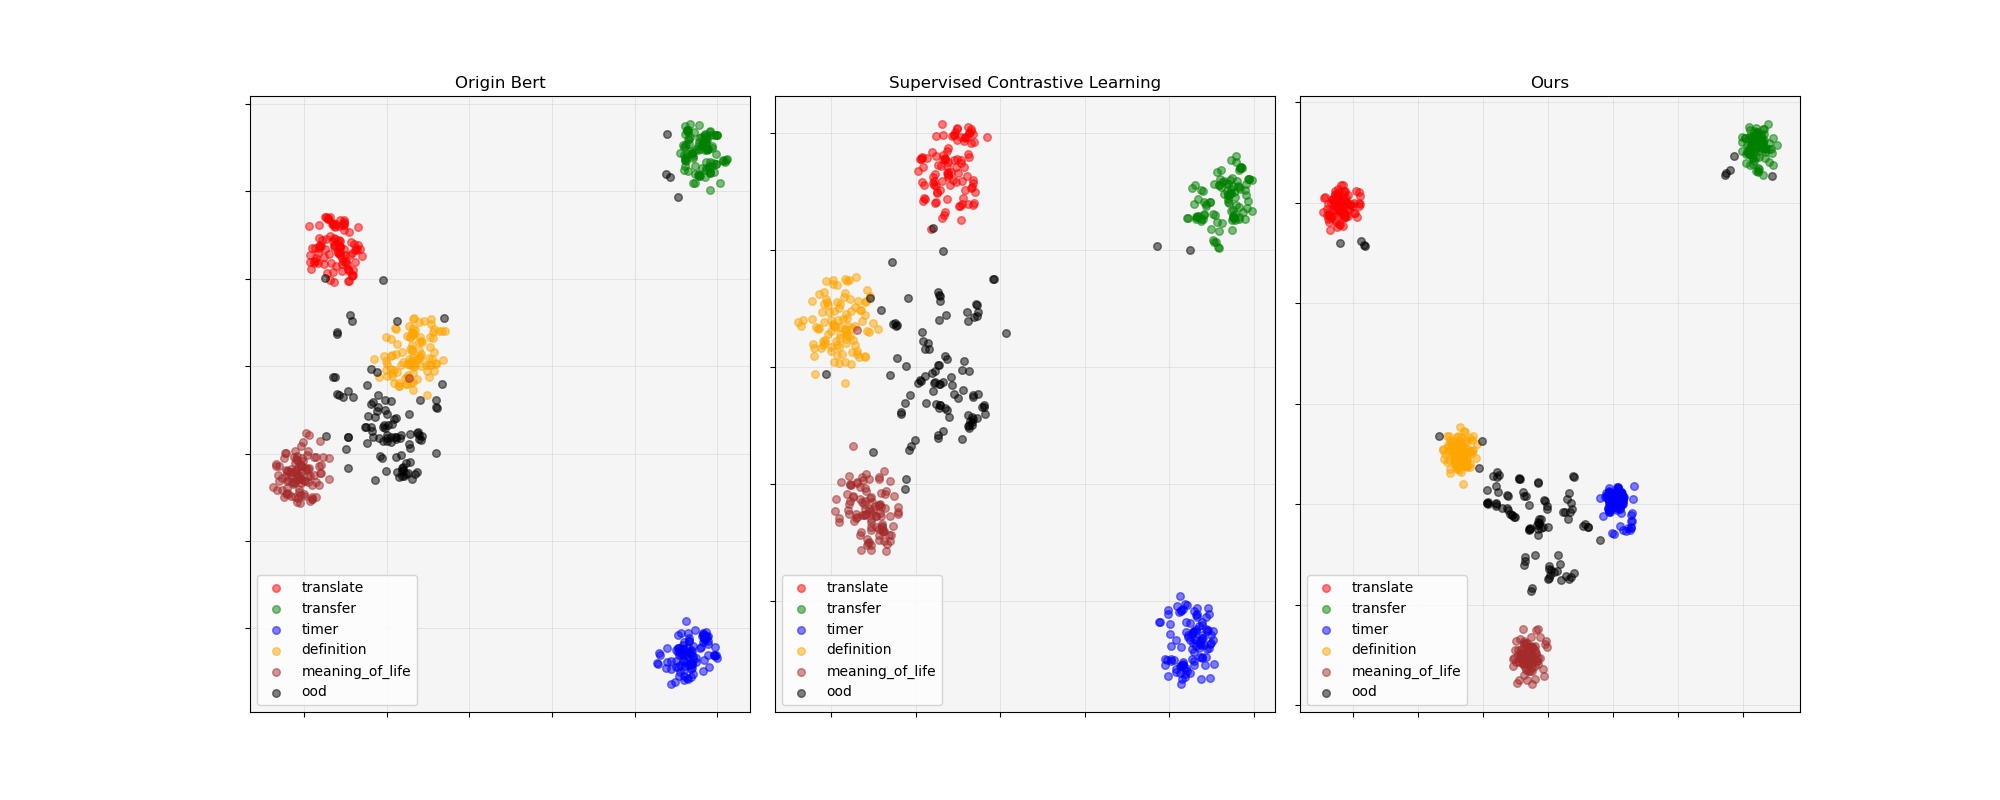 Origin Bert
translate
transfer
timer
definition
meaning_of_life
ood
Supervised Contrastive Learning
translate
transfer
timer
definition
meaning_of_life
ood
Ours
translate
transfer
timer
definition
meaning_of_life
ood